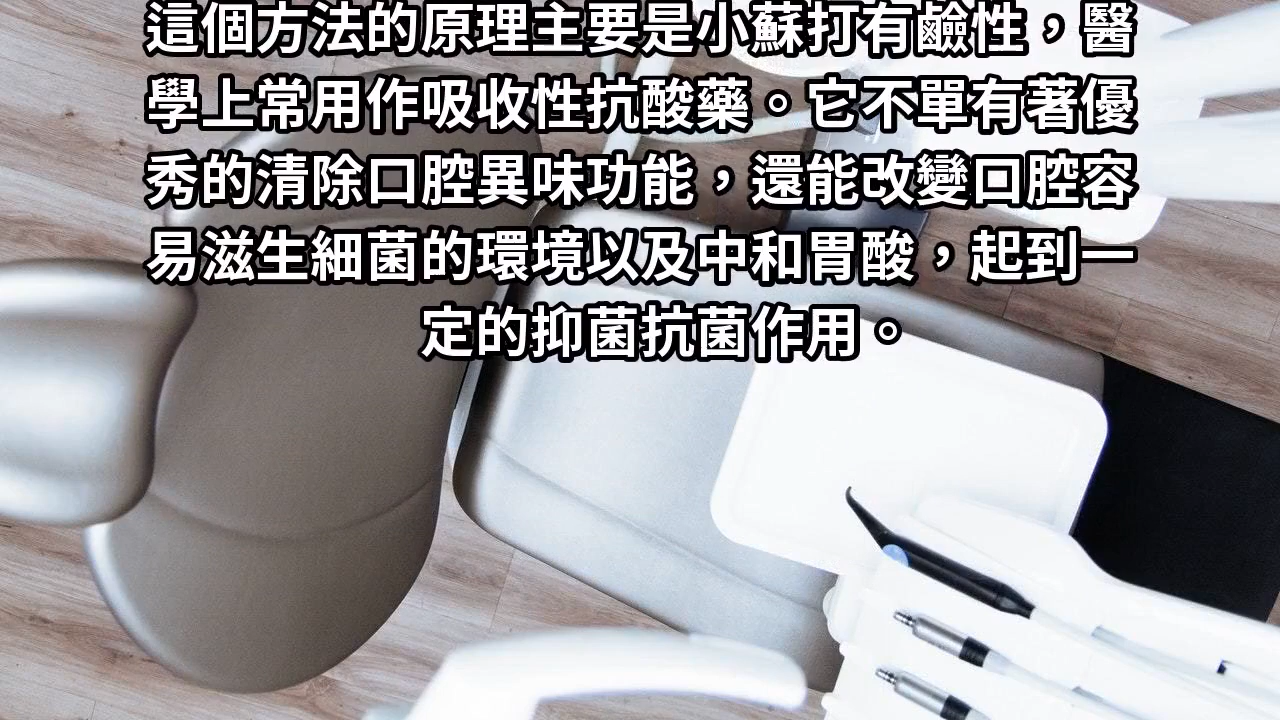 這個方法的原理主要是小蘇打有鹼性，醫
學上常用作吸收性抗酸藥。它不單有著優
秀的清除口腔異味功能，還能改變口腔容
易滋生細菌的環境以及中和胃酸，起到一
定的抑菌抗菌作用。